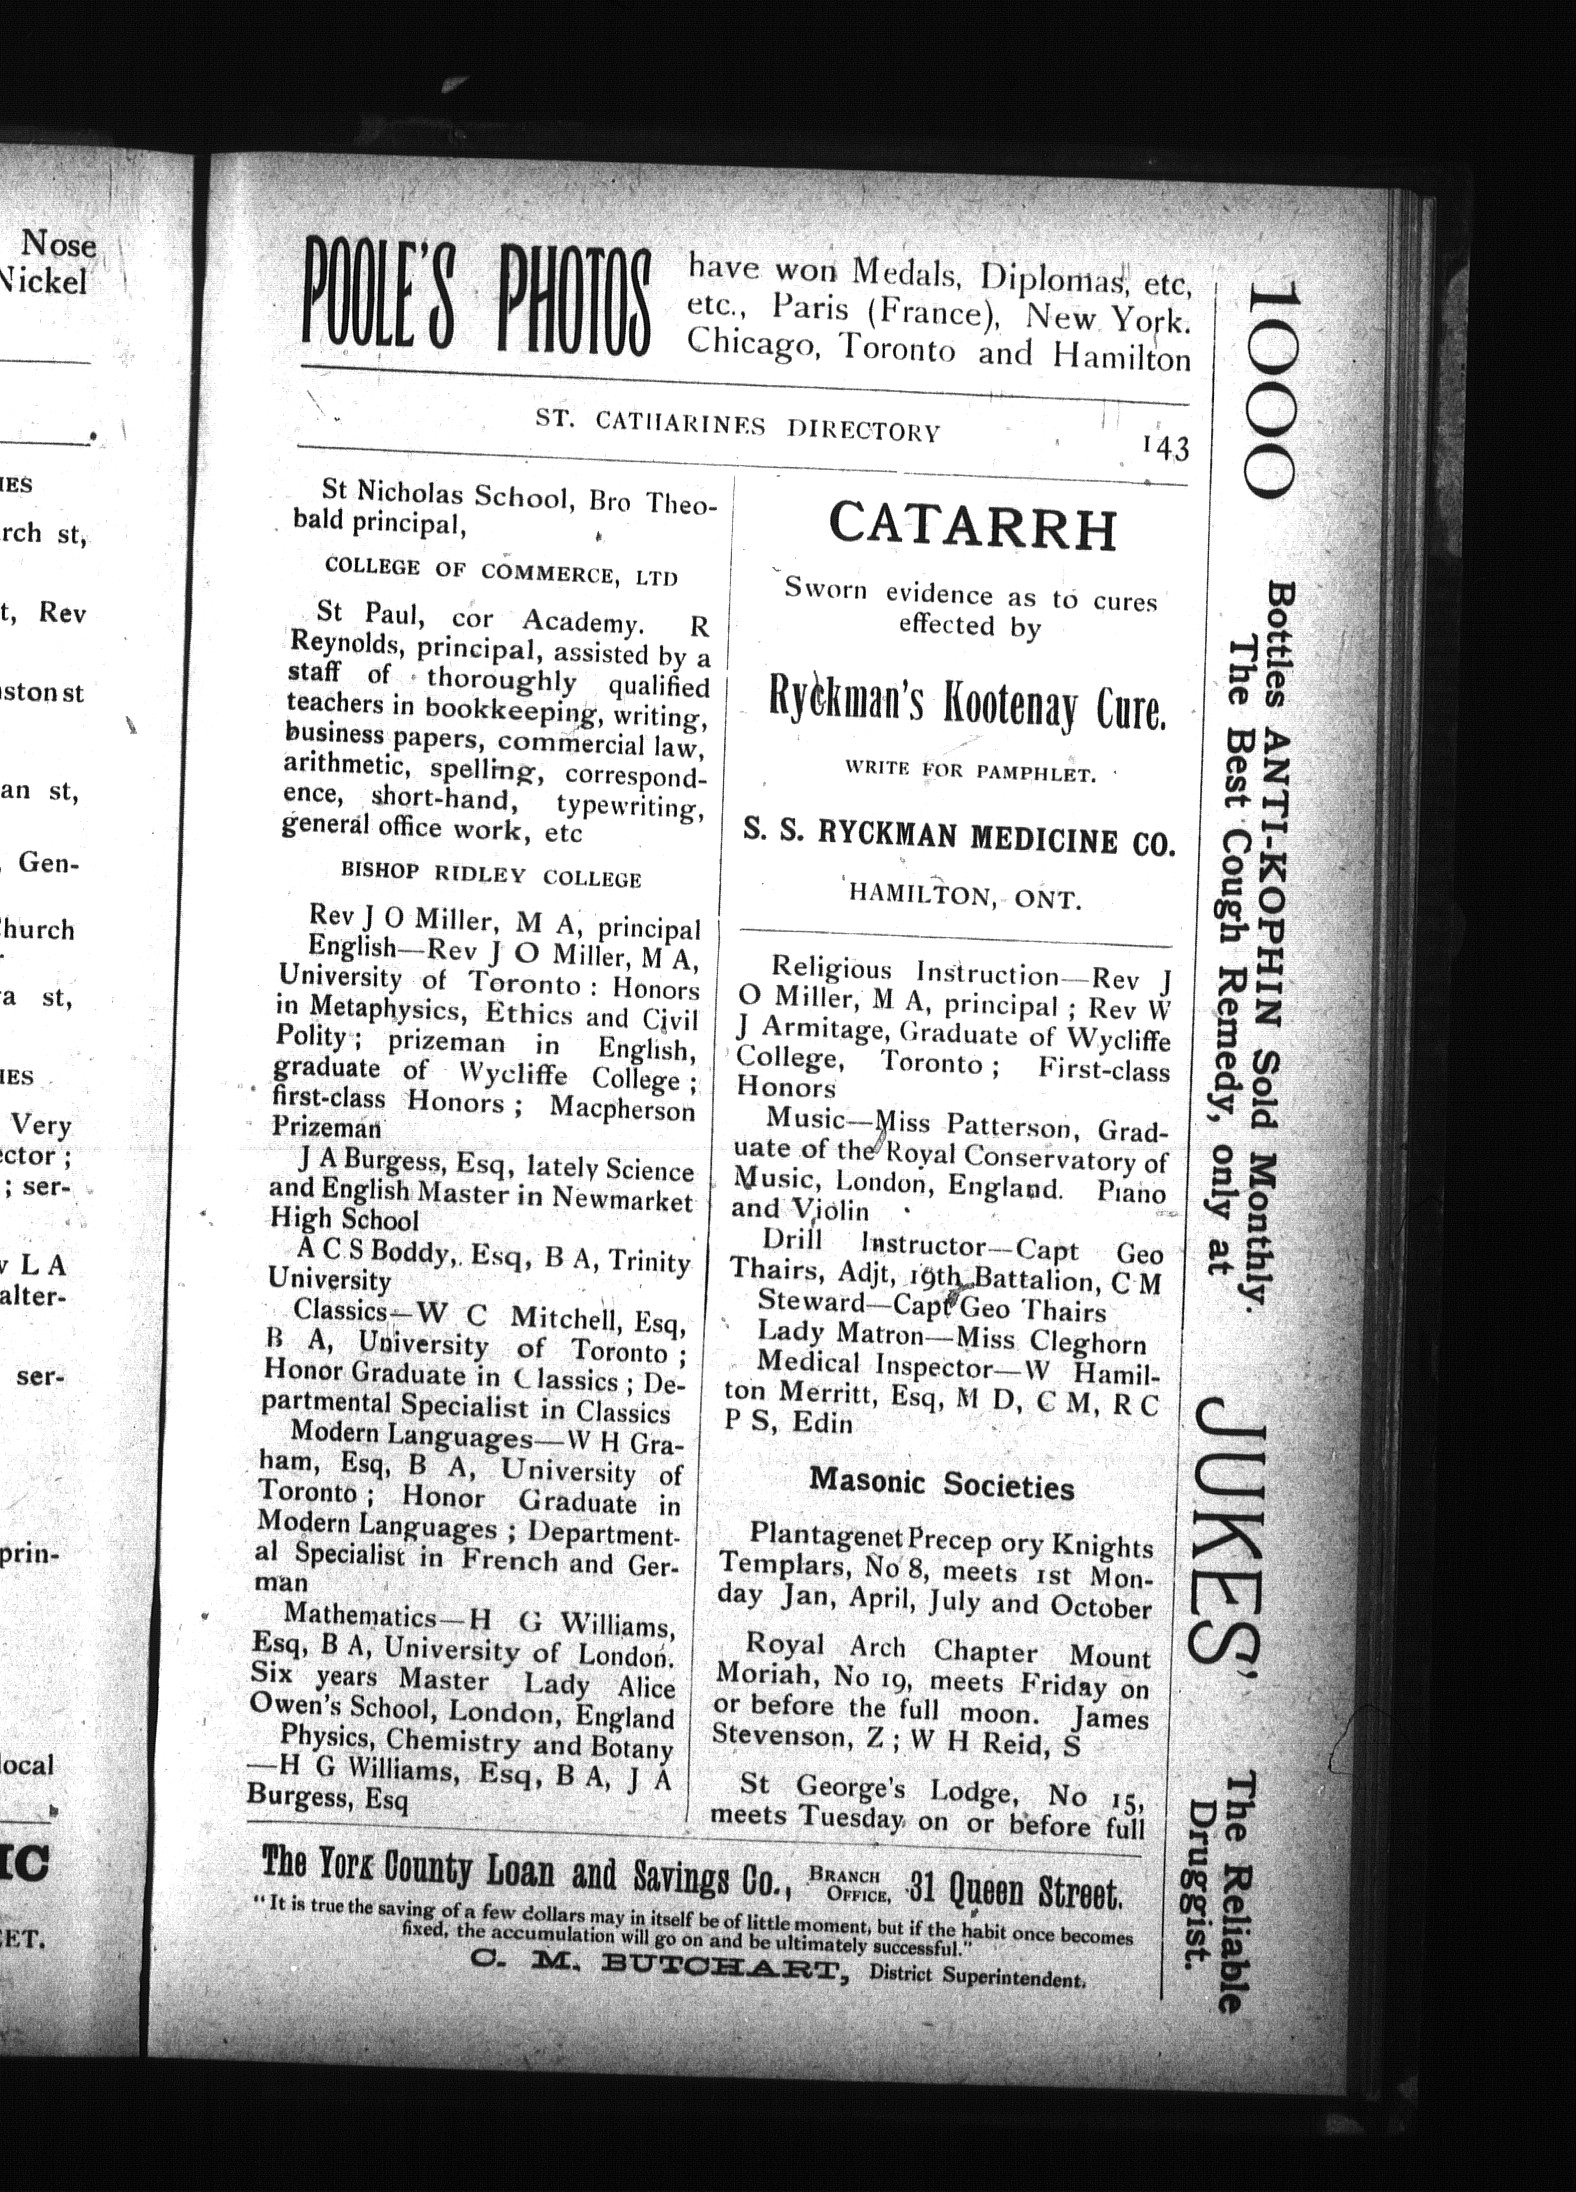 Nose
Nickel
IES
rch st,
t, Rev
ston st
an st,
Gen-
hurch
a st,
IES
Very
ector ;
; ser-
v L A
alter-
ser-
prin-
local
IC
ET.
POOLE'S PHOTOS
have won Medals, Diplomas, etc,
etc., Paris (France), New York.
Chicago, Toronto and Hamilton
ST. CATHARINES DIRECTORY
143
St Nicholas School, Bro Theo-
bald principal,
COLLEGE OF COMMERCE, LTD
St Paul, cor Academy. R
Reynolds, principal, assisted by a
staff of thoroughly qualified
teachers in bookkeeping, writing,
business papers, commercial law,
arithmetic, spelling, correspond-
ence, short-hand, typewriting,
general office work, etc
BISHOP RIDLEY COLLEGE
Rev J O Miller, M A, principal
English—Rev J O Miller, M A,
University of Toronto : Honors
in Metaphysics, Ethics and Civil
Polity ; prizeman in English,
graduate of Wycliffe College ;
first-class Honors ; Macpherson
Prizeman
J A Burgess, Esq, lately Science
and English Master in Newmarket
High School
A C S Boddy, Esq, B A, Trinity
University
Classics—W C Mitchell, Esq,
B A, University of Toronto ;
Honor Graduate in Classics ; De-
partmental Specialist in Classics
Modern Languages—W H Gra-
ham, Esq, B A, University of
Toronto ; Honor Graduate in
Modern Languages ; Department-
al Specialist in French and Ger-
man
Mathematics—H G Williams,
Esq, B A, University of London.
Six years Master Lady Alice
Owen's School, London, England
Physics, Chemistry and Botany
—H G Williams, Esq, B A, J A
Burgess, Esq
CATARRH
Sworn evidence as to cures
effected by
Ryckman's Kootenay Cure.
WRITE FOR PAMPHLET.
S. S. RYCKMAN MEDICINE CO.
HAMILTON, ONT.
Religious Instruction—Rev J
O Miller, M A, principal ; Rev W
J Armitage, Graduate of Wycliffe
College, Toronto ; First-class
Honors
Music—Miss Patterson, Grad-
uate of the Royal Conservatory of
Music, London, England. Piano
and Violin
Drill Instructor—Capt Geo
Thairs, Adjt, 19th Battalion, C M
Steward—Capt Geo Thairs
Lady Matron—Miss Cleghorn
Medical Inspector—W Hamil-
ton Merritt, Esq, M D, C M, R C
P S, Edin
Masonic Societies
Plantagenet Precep ory Knights
Templars, No 8, meets 1st Mon-
day Jan, April, July and October
Royal Arch Chapter Mount
Moriah, No 19, meets Friday on
or before the full moon. James
Stevenson, Z ; W H Reid, S
St George's Lodge, No 15,
meets Tuesday on or before full
The York County Loan and Savings Co., BRANCH OFFICE, 31 Queen Street.
"It is true the saving of a few dollars may in itself be of little moment, but if the habit once becomes
fixed, the accumulation will go on and be ultimately successful."
C. M. BUTCHART, District Superintendent.
1000
Bottles ANTI-KOPHIN Sold Monthly.
The Best Cough Remedy, only at
JUKES',
The Reliable
Druggist.